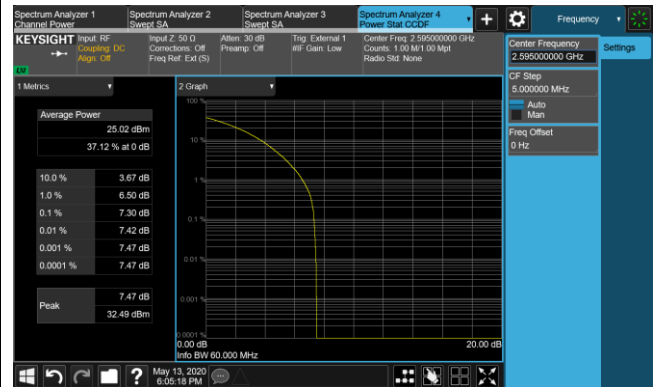 Spectrum Analyzer 1
Channel Power
Spectrum Analyzer 2
Swept SA
Spectrum Analyzer 3
Swept SA
Spectrum Analyzer 4
Power Stat CCDF
+
Frequency
KEYSIGHT
Input: RF
Coupling: DC
Align: Off
LXI
Input Z: 50 Ω
Corrections: Off
Freq Ref: Ext (S)
Atten: 30 dB
Preamp: Off
Trig: External 1
#IF Gain: Low
Center Freq: 2.595000000 GHz
Counts: 1.00 M/1.00 Mpt
Radio Std: None
Center Frequency
2.595000000 GHz
Settings
CF Step
5.000000 MHz
Auto
Man
Freq Offset
0 Hz
1 Metrics
Average Power
25.02 dBm
37.12 % at 0 dB
10.0 % 3.67 dB
1.0 % 6.50 dB
0.1 % 7.30 dB
0.01 % 7.42 dB
0.001 % 7.47 dB
0.0001 % 7.47 dB
Peak
7.47 dB
32.49 dBm
2 Graph
100 %
10 %
1 %
0.1 %
0.01 %
0.001 %
0.0001 %
0.00 dB 20.00 dB
Info BW 60.000 MHz
?
May 13, 2020
6:05:18 PM